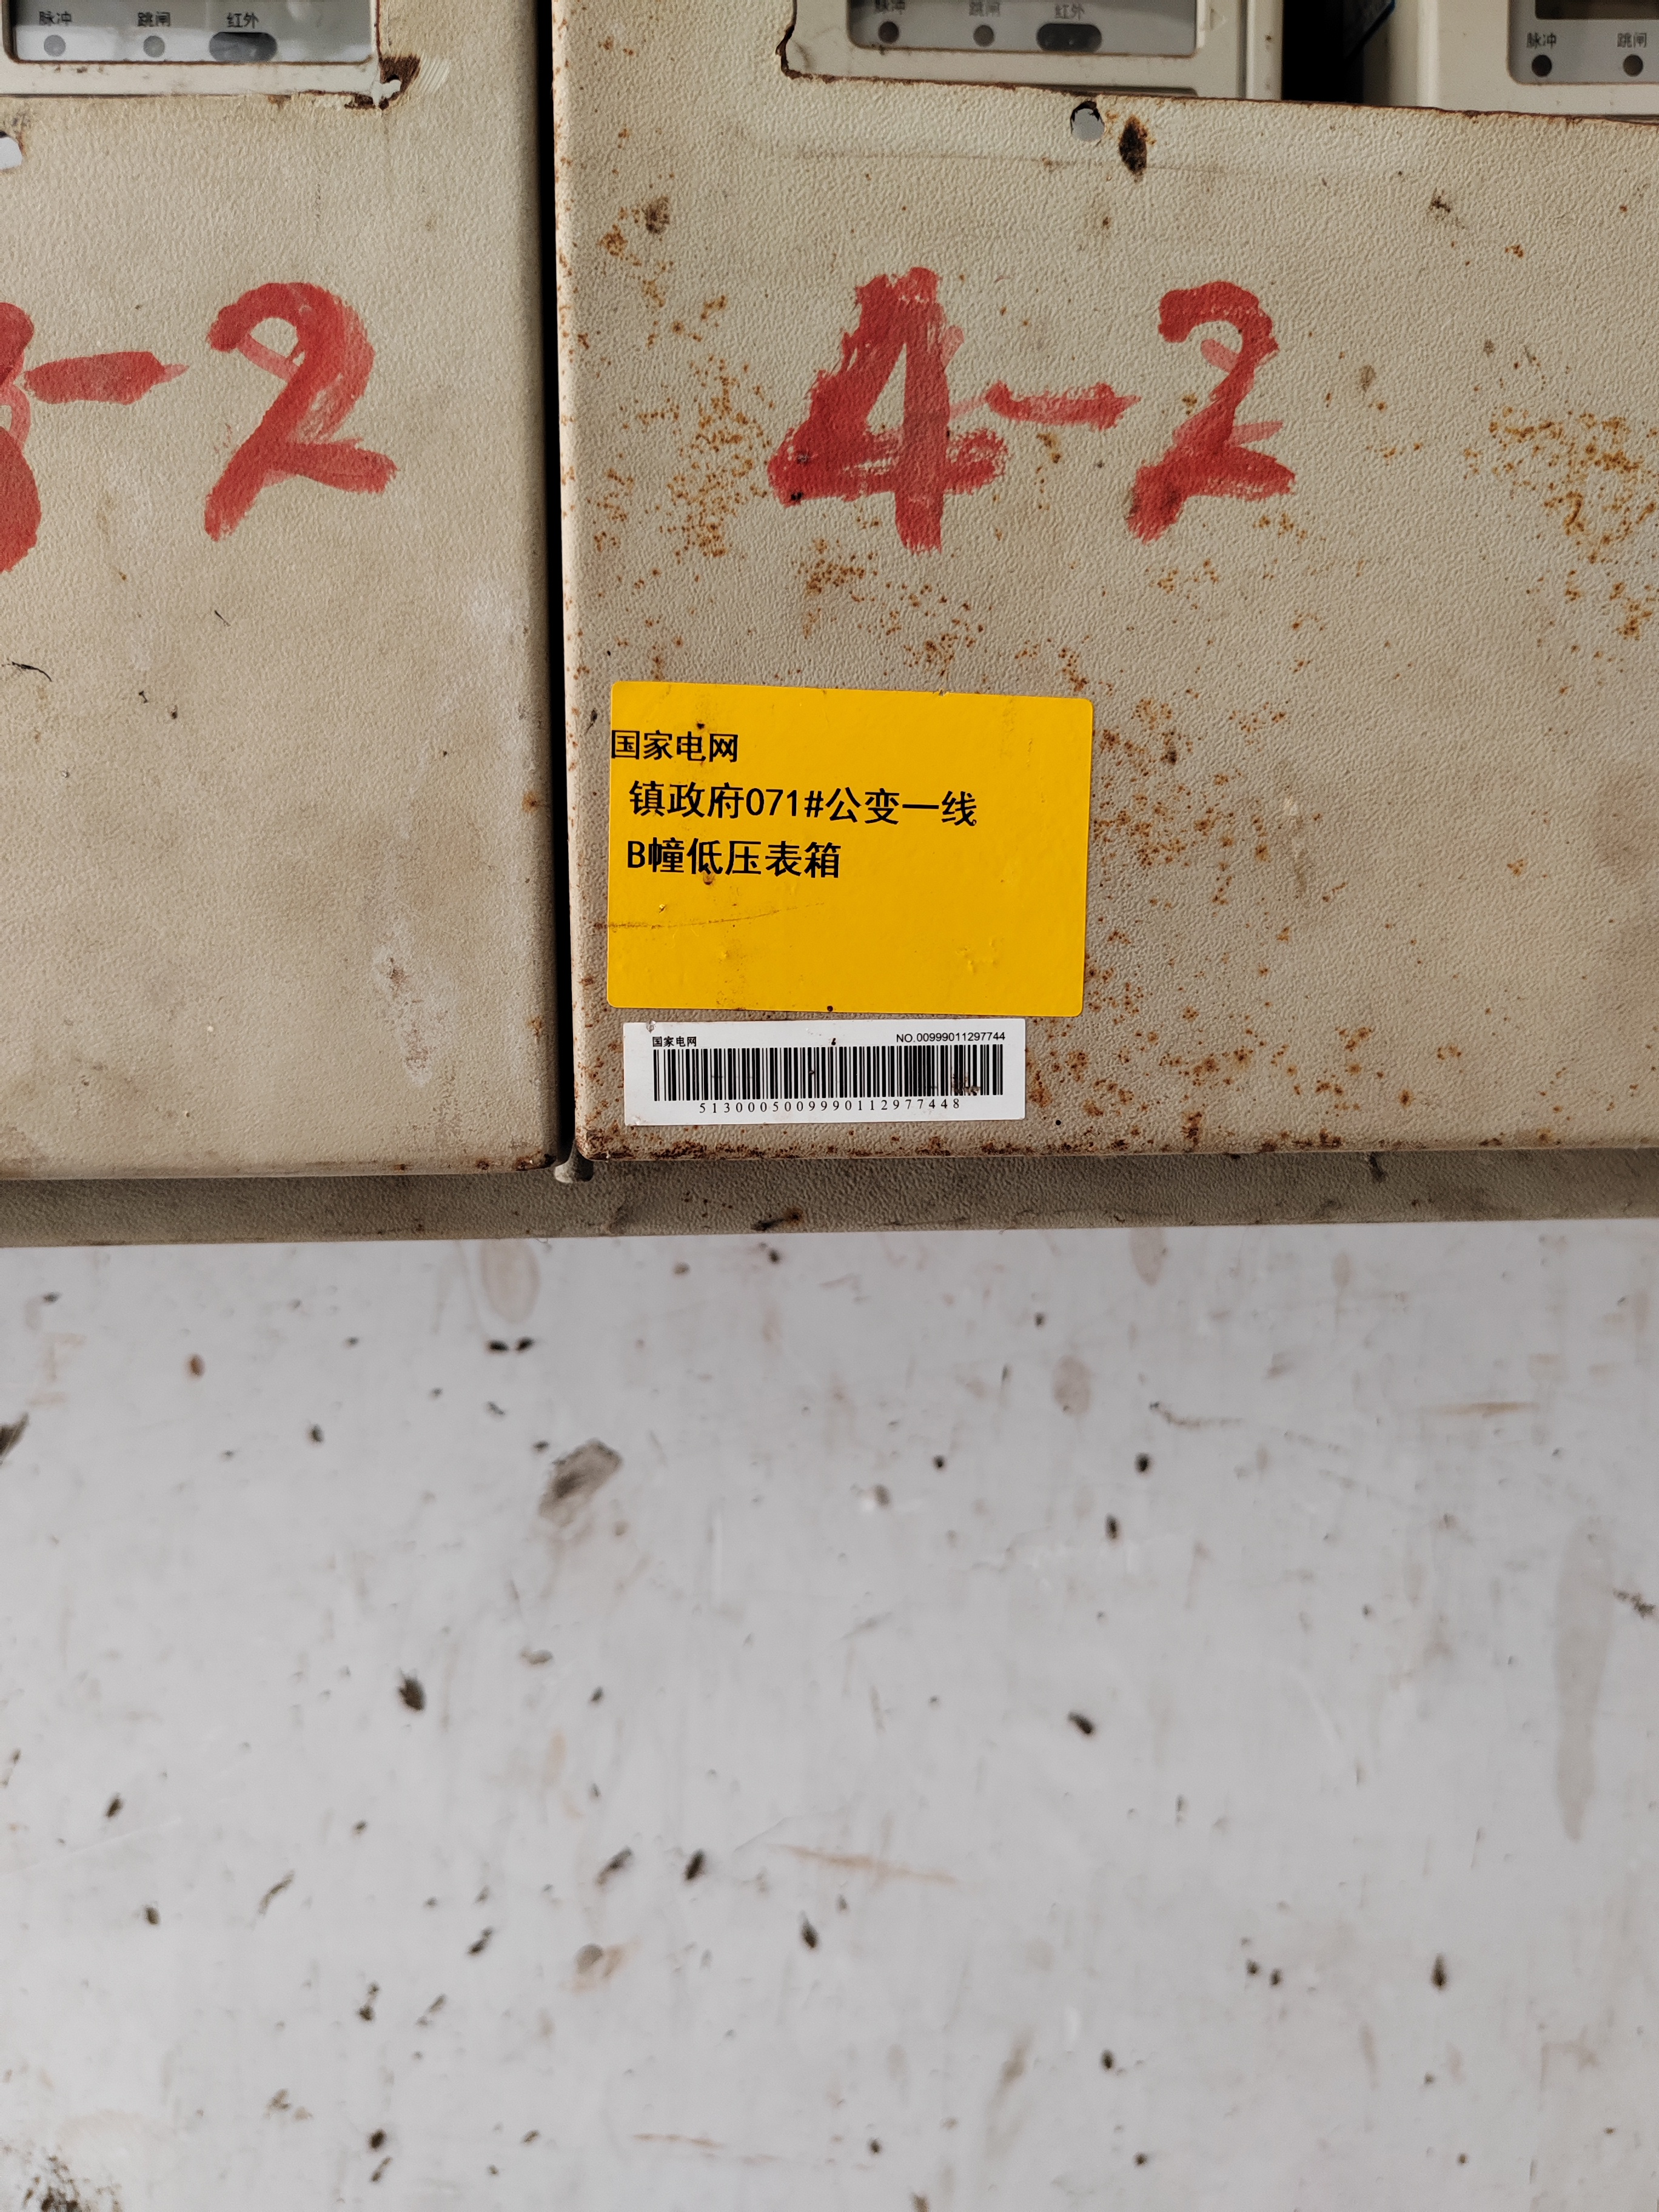 脉冲 跳闸 红外
脉冲 跳闸 红外
脉冲 跳闸
3-2
4-2
国家电网
镇政府071#公变一线
B幢低压表箱
国家电网 NO.00999011297744
5130005009990112977448